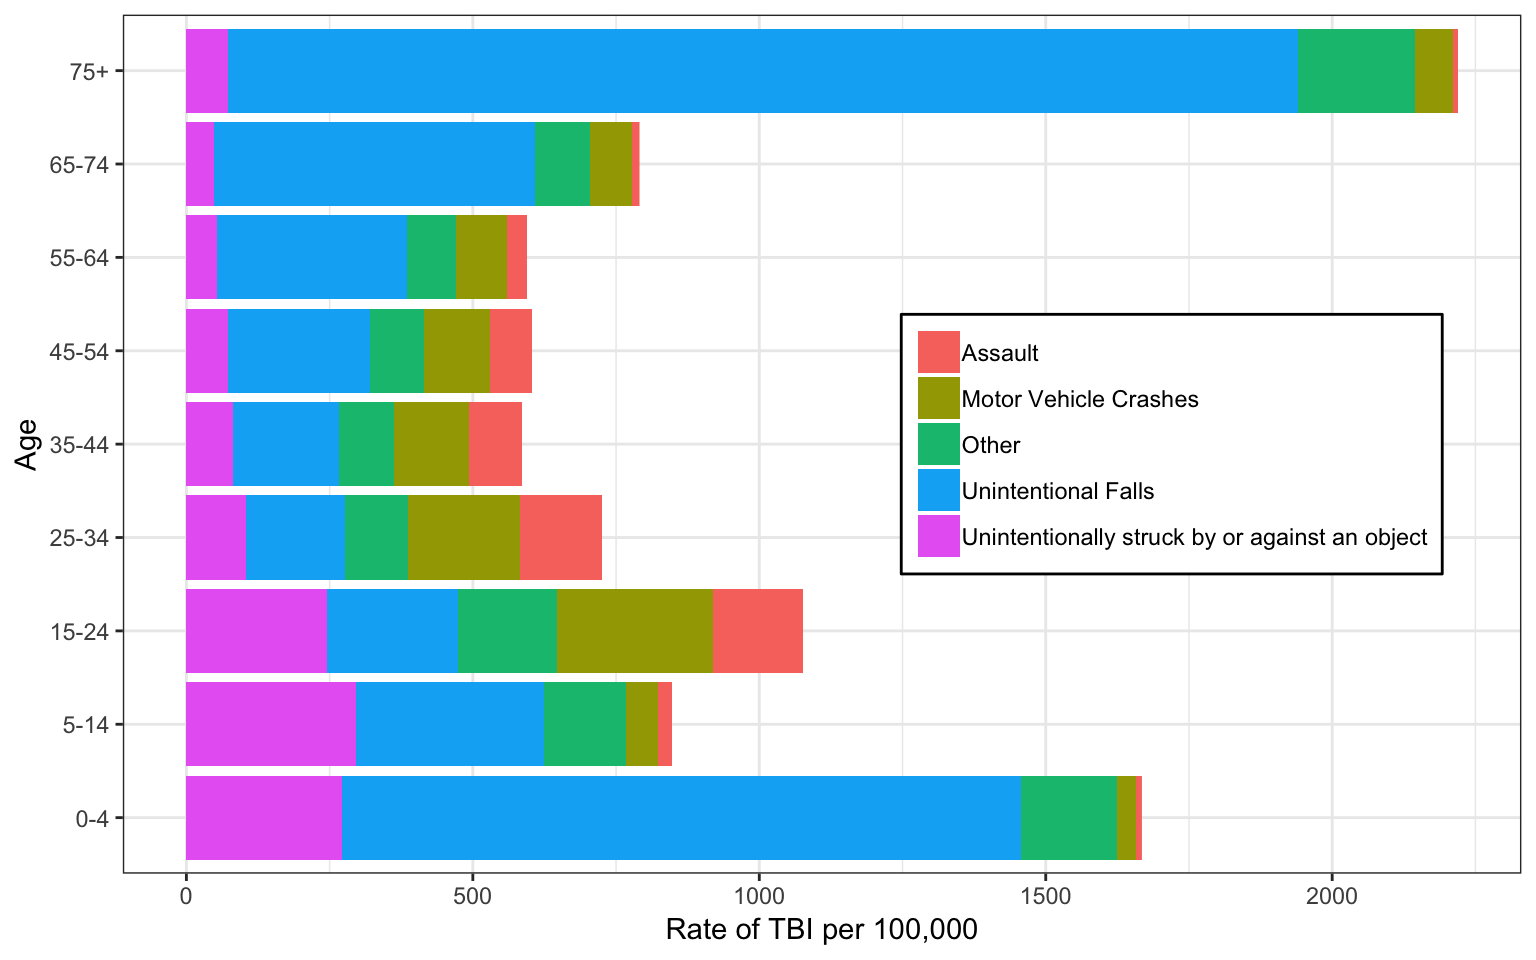 75+
65-74
55-64
45-54
35-44
25-34
15-24
5-14
0-4
Age
Assault
Motor Vehicle Crashes
Other
Unintentional Falls
Unintentionally struck by or against an object
0 500 1000 1500 2000
Rate of TBI per 100,000